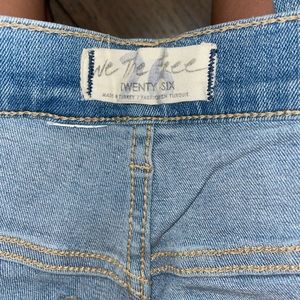 We The Free
TWENTY SIX
MADE IN TURKEY / FABRIQUÉ EN TURQUIE